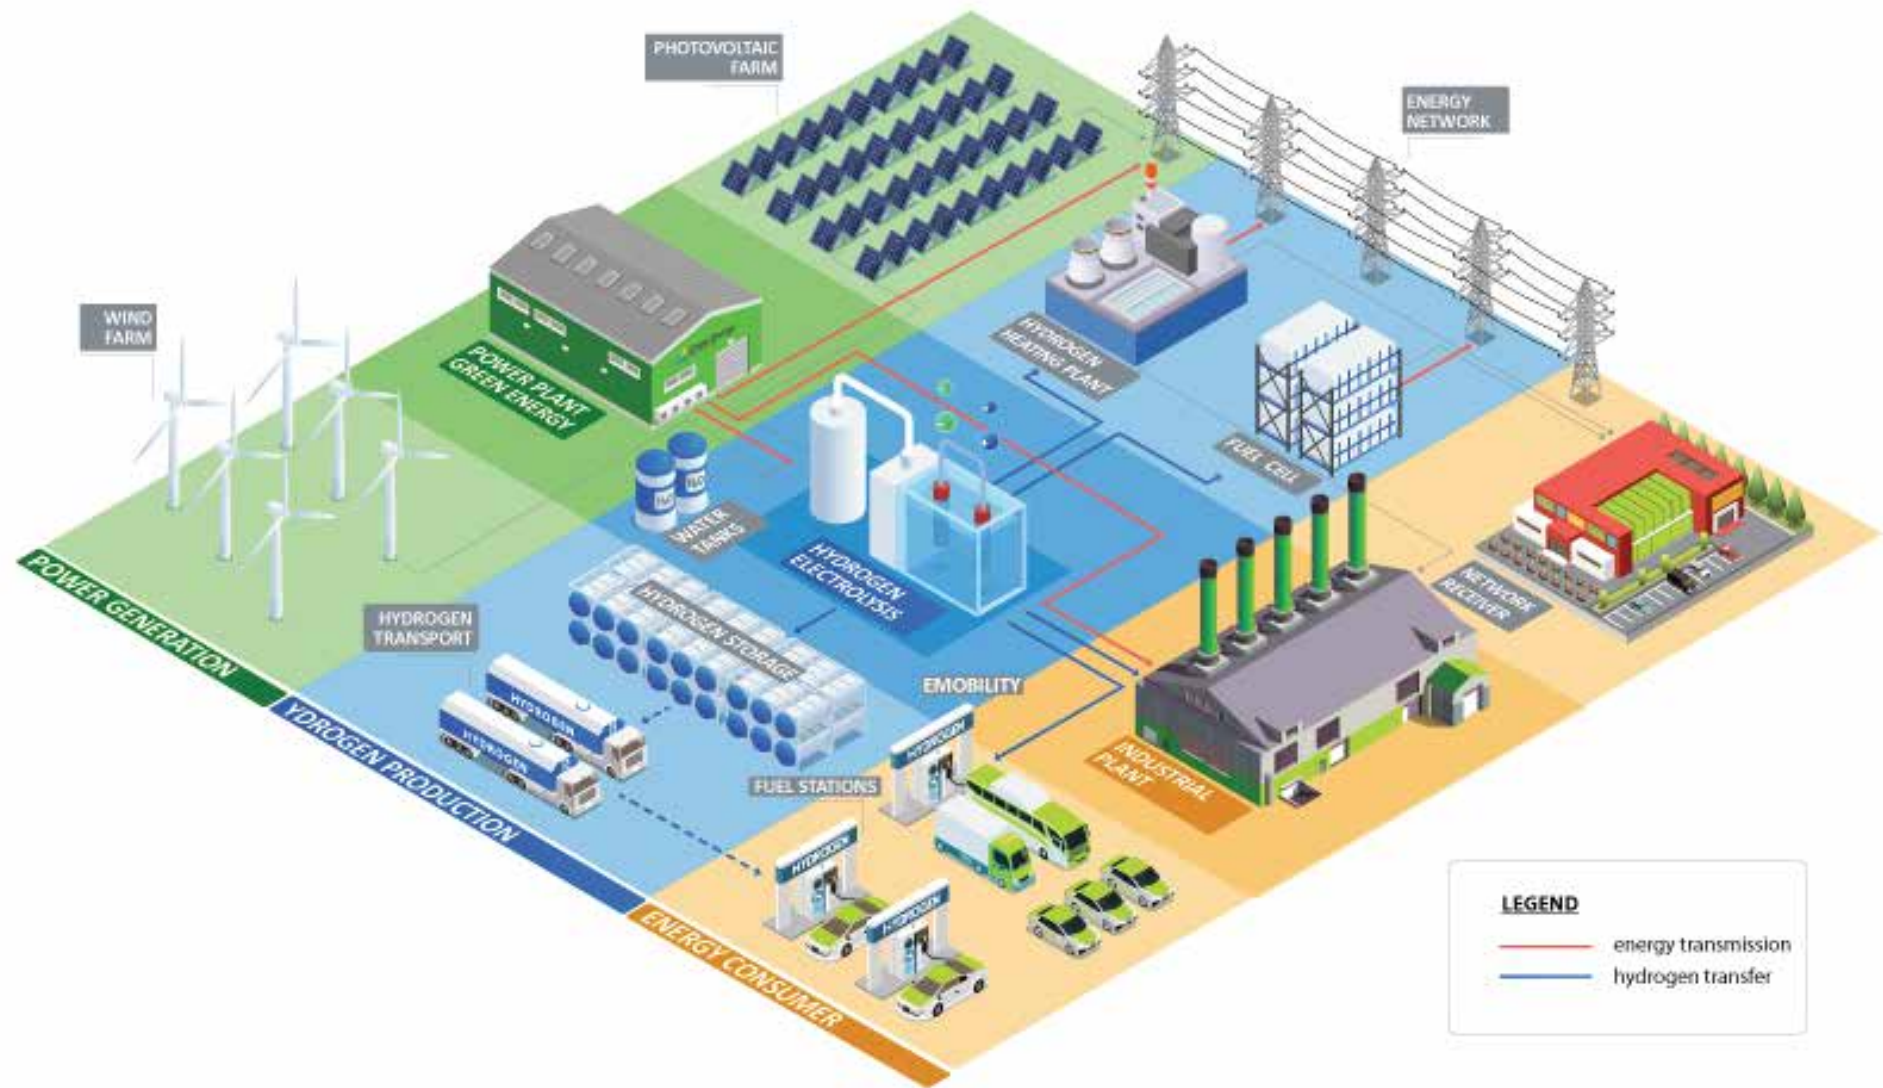 PHOTOVOLTAIC
FARM
ENERGY
NETWORK
WIND
FARM
POWER PLANT
GREEN ENERGY
HYDROGEN
HEATING PLANT
FUEL CELL
H₂O
H₂O
WATER
TANKS
HYDROGEN
ELECTROLYSIS
NETWORK
RECEIVER
HYDROGEN
TRANSPORT
HYDROGEN STORAGE
HYDROGEN
HYDROGEN
EMOBILITY
HYDROGEN
FUEL STATIONS
HYDROGEN
HYDROGEN
INDUSTRIAL
PLANT
POWER GENERATION
YDROGEN PRODUCTION
ENERGY CONSUMER
LEGEND
energy transmission
hydrogen transfer